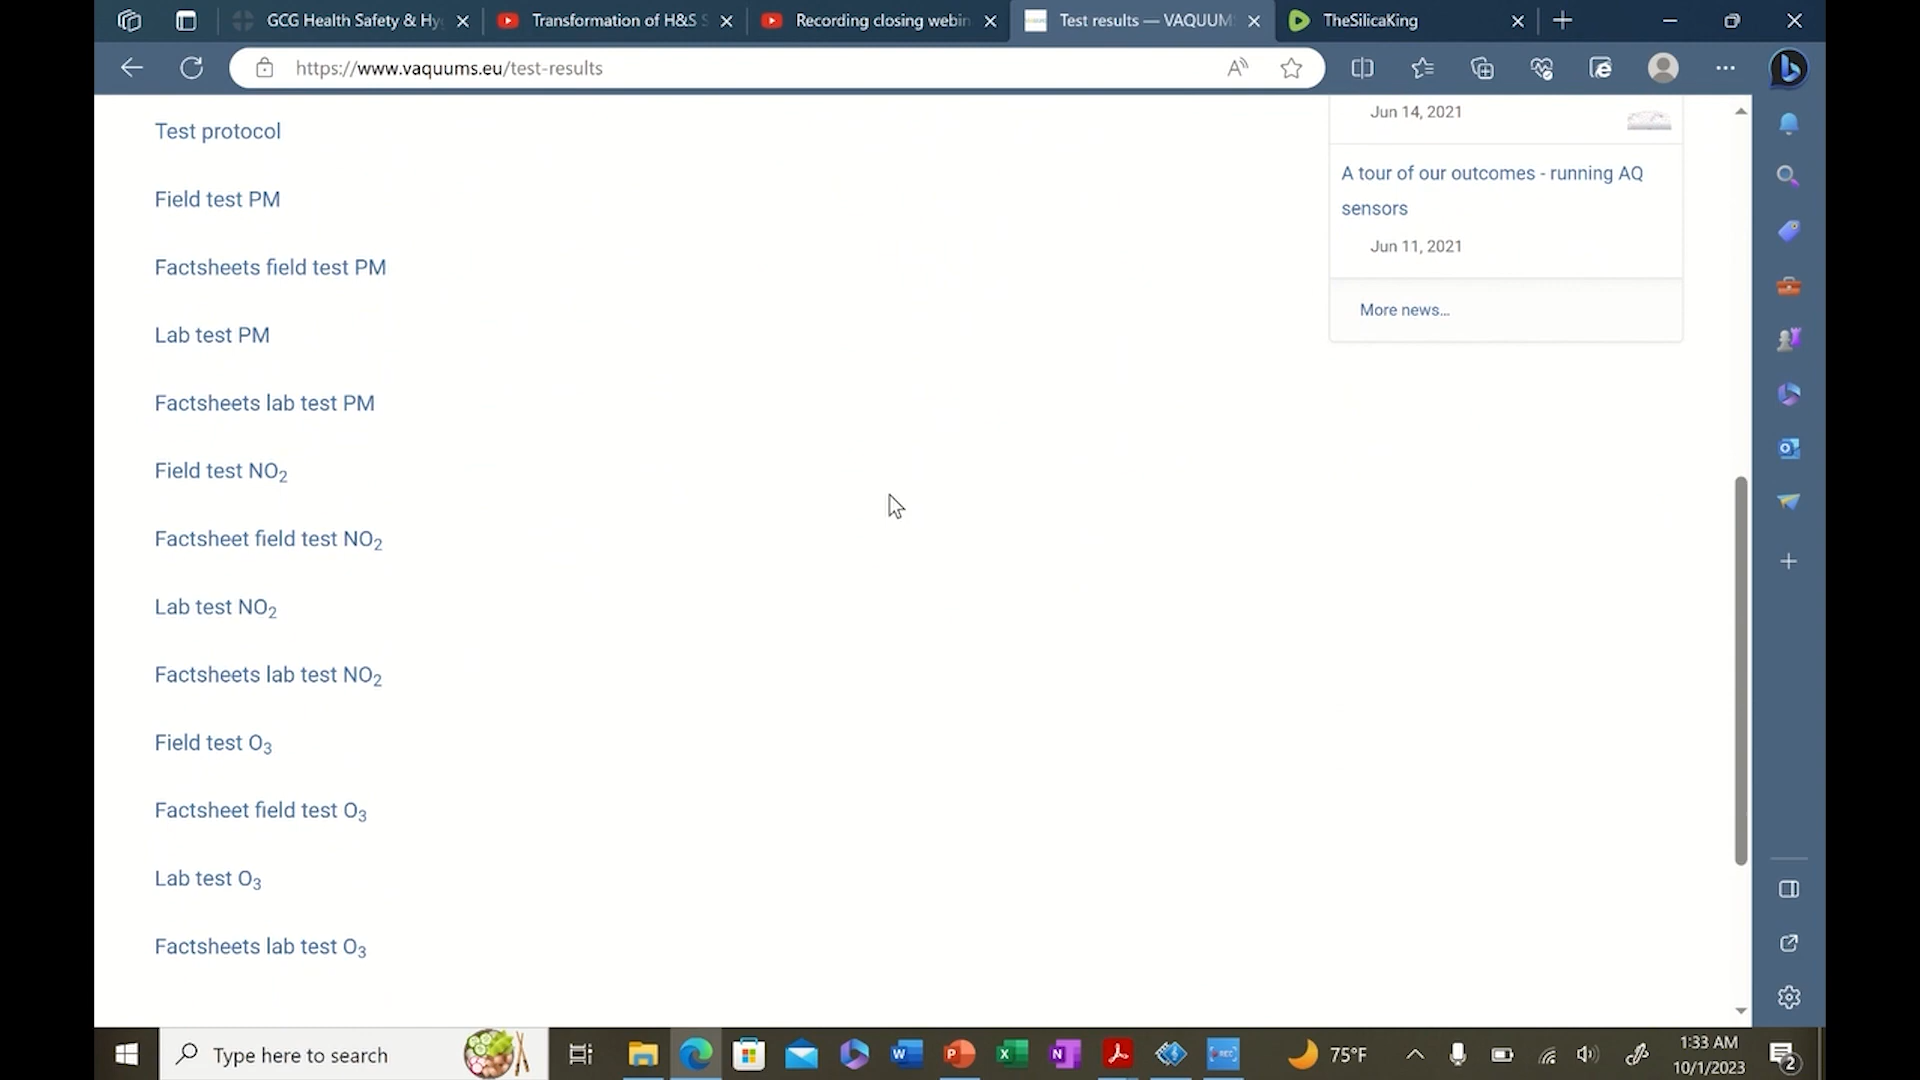 GCG Health Safety & Hy
Transformation of H&S S
Recording closing webin
Test results — VAQUUMS
TheSilicaKing
https://www.vaquums.eu/test-results
Test protocol
Field test PM
Factsheets field test PM
Lab test PM
Factsheets lab test PM
Field test NO₂
Factsheet field test NO₂
Lab test NO₂
Factsheets lab test NO₂
Field test O₃
Factsheet field test O₃
Lab test O₃
Factsheets lab test O₃
Jun 14, 2021
A tour of our outcomes - running AQ
sensors
Jun 11, 2021
More news...
Type here to search
75°F
1:33 AM
10/1/2023
2